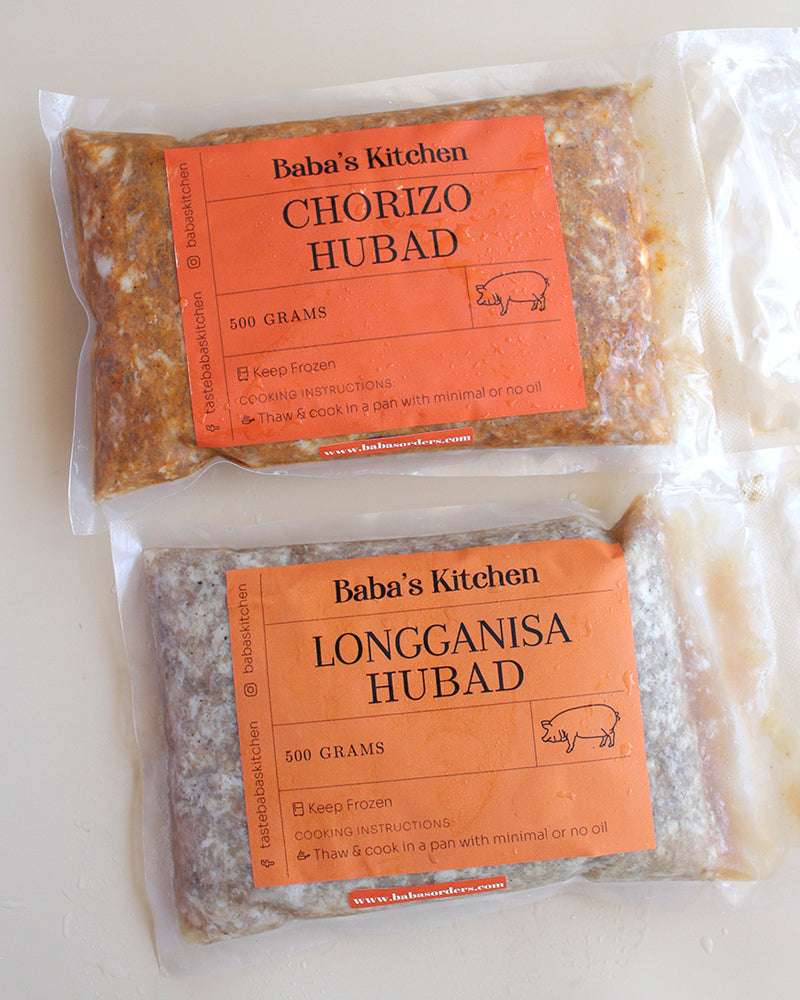 Baba's Kitchen
CHORIZO
HUBAD
500 GRAMS
Keep Frozen
COOKING INSTRUCTIONS:
Thaw & cook in a pan with minimal or no oil
babaskitchen
tastebabaskitchen
www.babasorders.com
Baba's Kitchen
LONGGANISA
HUBAD
500 GRAMS
Keep Frozen
COOKING INSTRUCTIONS:
Thaw & cook in a pan with minimal or no oil
babaskitchen
tastebabaskitchen
www.babasorders.com